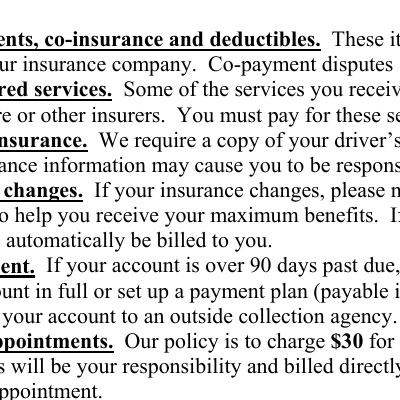 ents, co-insurance and deductibles. These it
ur insurance company. Co-payment disputes
red services. Some of the services you receiv
re or other insurers. You must pay for these se
nsurance. We require a copy of your driver's
ance information may cause you to be respons
changes. If your insurance changes, please n
o help you receive your maximum benefits. If
automatically be billed to you.
ent. If your account is over 90 days past due,
ount in full or set up a payment plan (payable i
your account to an outside collection agency.
ppointments. Our policy is to charge $30 for
s will be your responsibility and billed directly
ppointment.